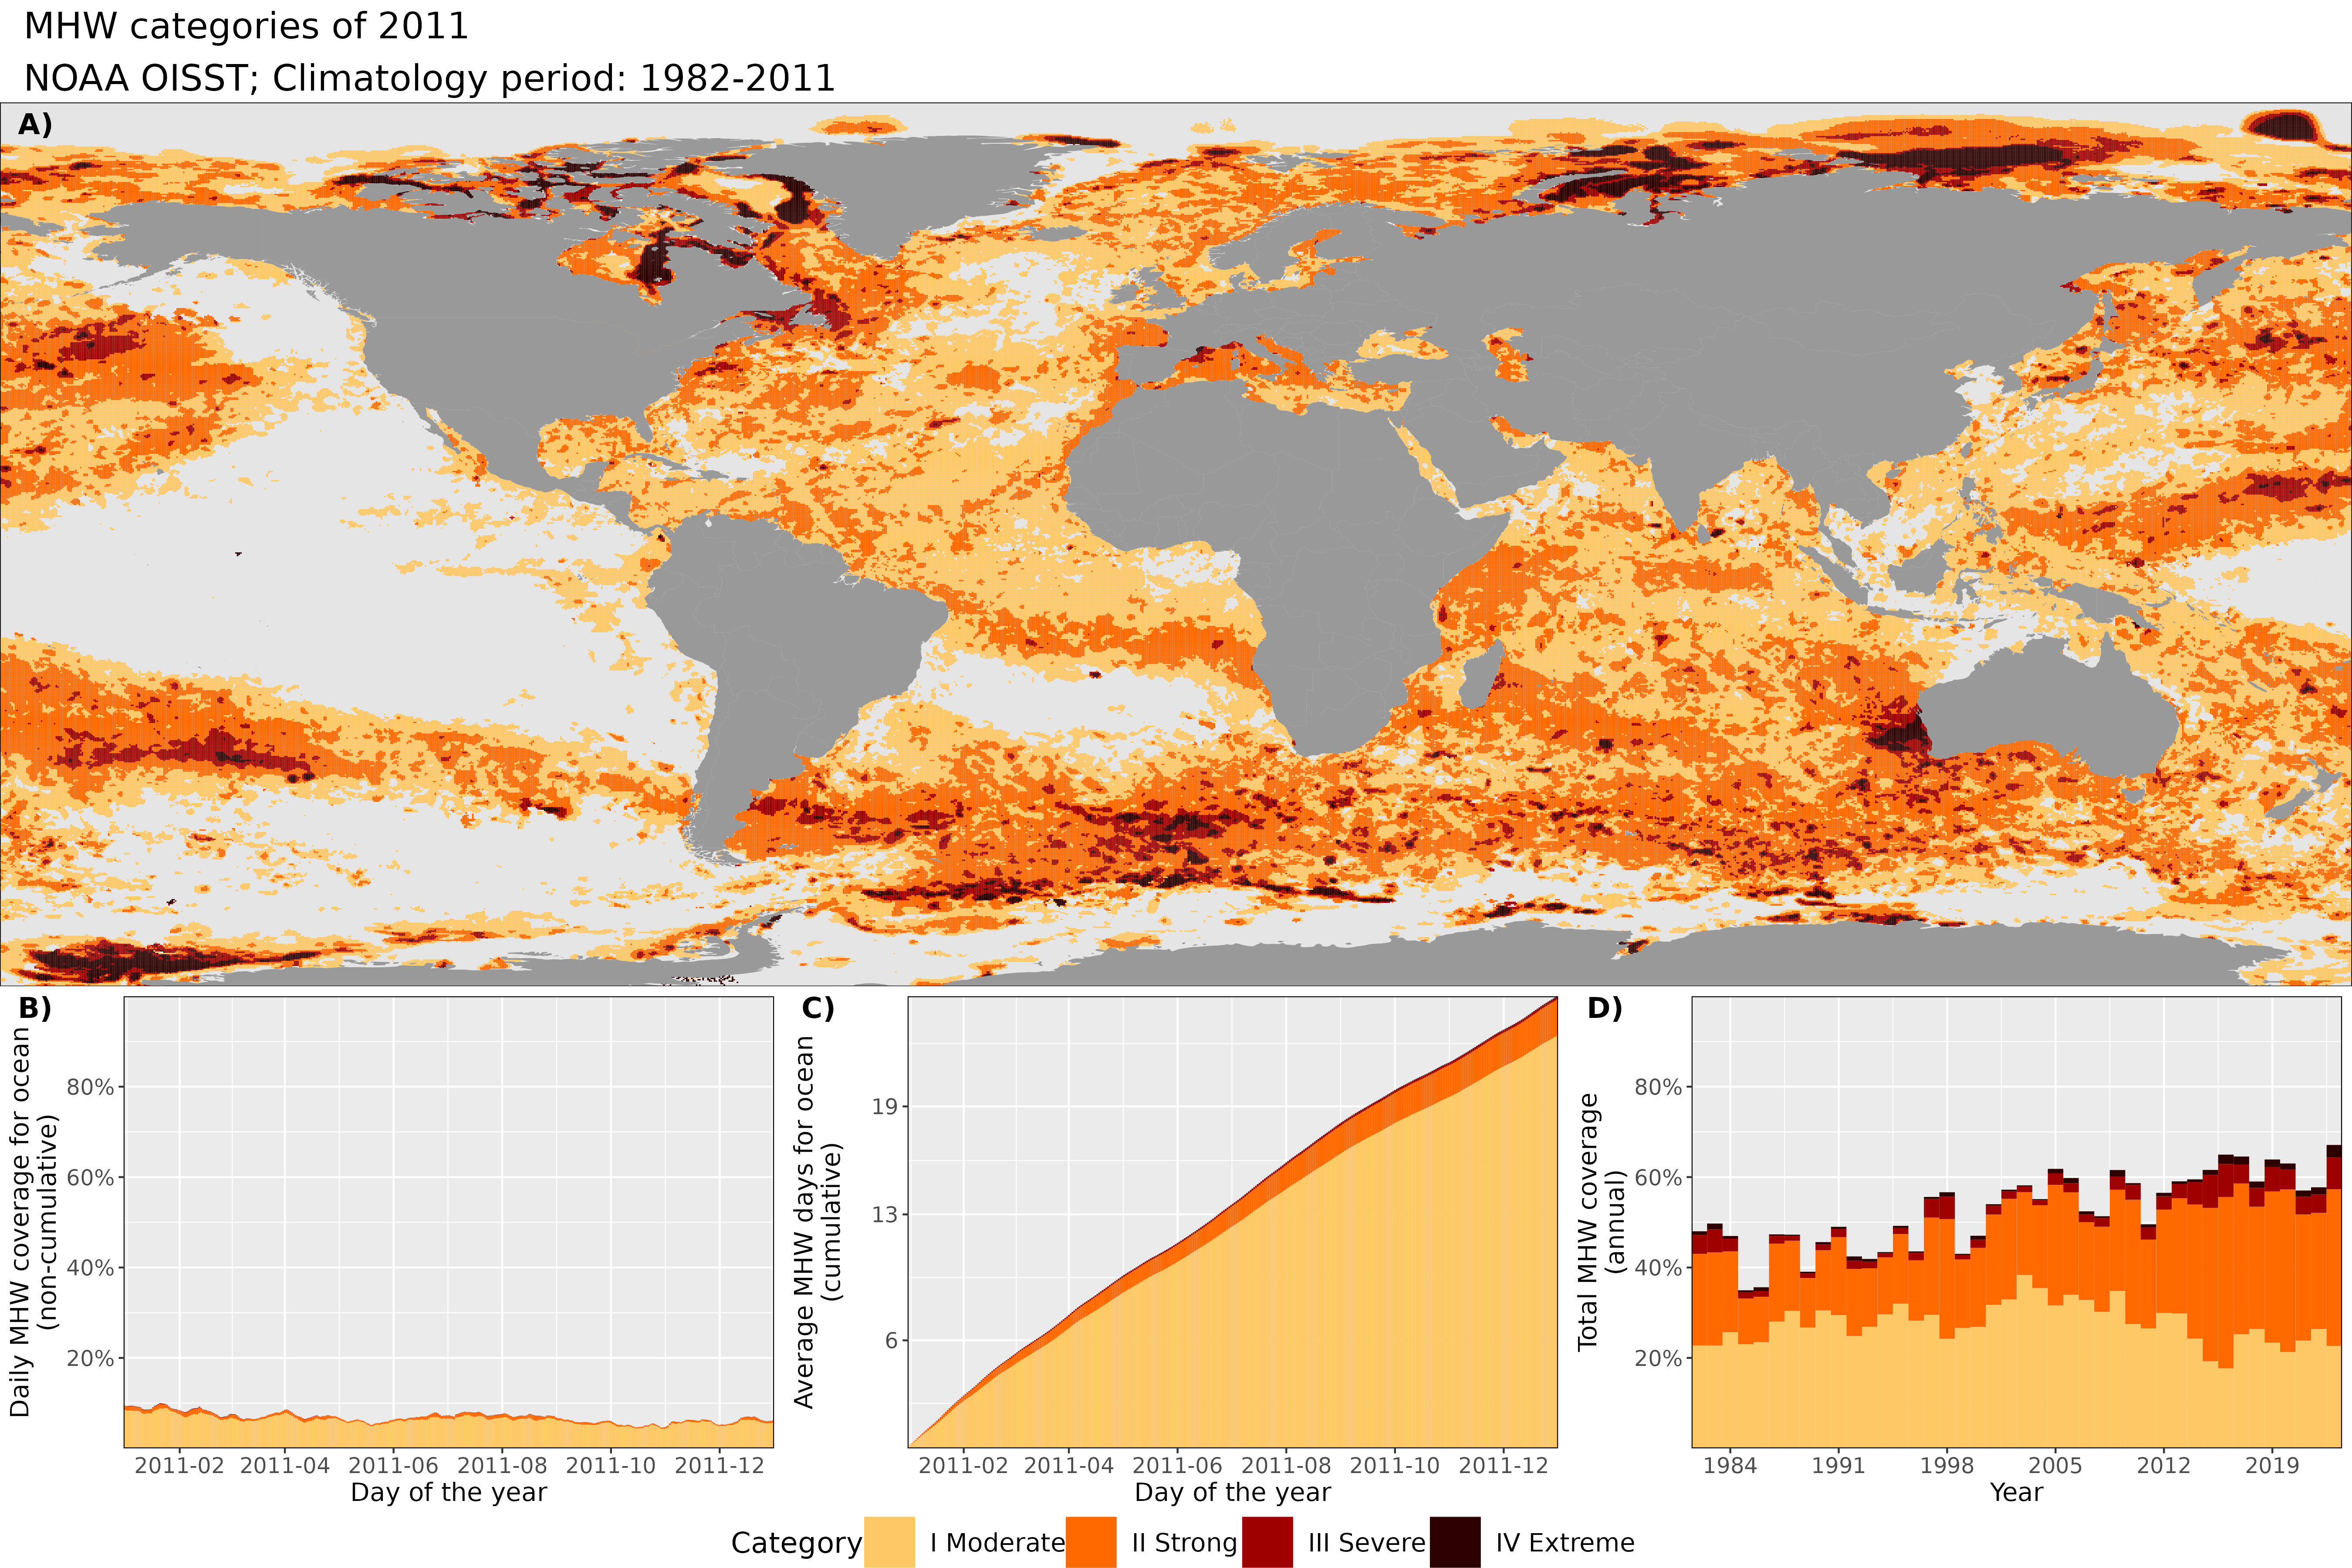 MHW categories of 2011
NOAA OISST; Climatology period: 1982-2011
A)
B)
Daily MHW coverage for ocean
(non-cumulative)
80%
60%
40%
20%
2011-02 2011-04 2011-06 2011-08 2011-10 2011-12
Day of the year
C)
Average MHW days for ocean
(cumulative)
19
13
6
2011-02 2011-04 2011-06 2011-08 2011-10 2011-12
Day of the year
D)
Total MHW coverage
(annual)
80%
60%
40%
20%
1984 1991 1998 2005 2012 2019
Year
Category I Moderate II Strong III Severe IV Extreme